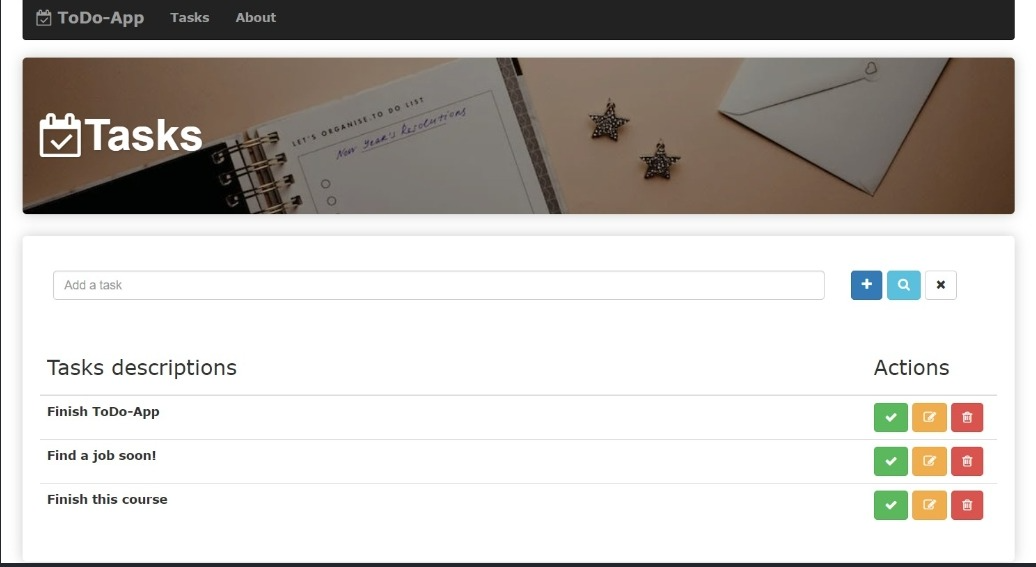 ToDo-App Tasks About
LET'S ORGANISE.TO DO LIST
New Year's Resolutions
Tasks
Add a task
Tasks descriptions Actions
Finish ToDo-App
Find a job soon!
Finish this course